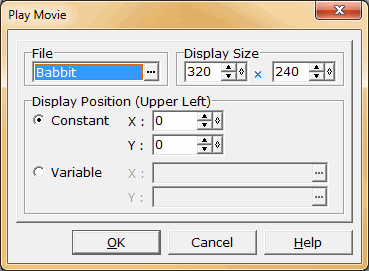 Play Movie
File
Babbit ...
Display Size
320 × 240
Display Position (Upper Left)
Constant X : 0
Y : 0
Variable X : ...
Y : ...
OK Cancel Help